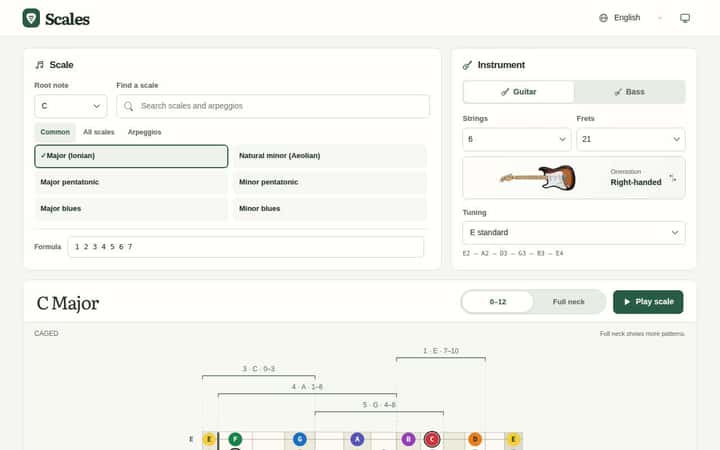 Scales
English
Scale
Root note
Find a scale
C
Search scales and arpeggios
Common
All scales
Arpeggios
✓Major (Ionian)
Natural minor (Aeolian)
Major pentatonic
Minor pentatonic
Major blues
Minor blues
Formula
1 2 3 4 5 6 7
Instrument
Guitar
Bass
Strings
Frets
6
21
Orientation
Right-handed
Tuning
E standard
E2 — A2 — D3 — G3 — B3 — E4
C Major
0–12
Full neck
Play scale
CAGED
Full neck shows more patterns.
1 · E · 7–10
3 · C · 0–3
4 · A · 1–8
5 · G · 4–8
E E F G A B C D E